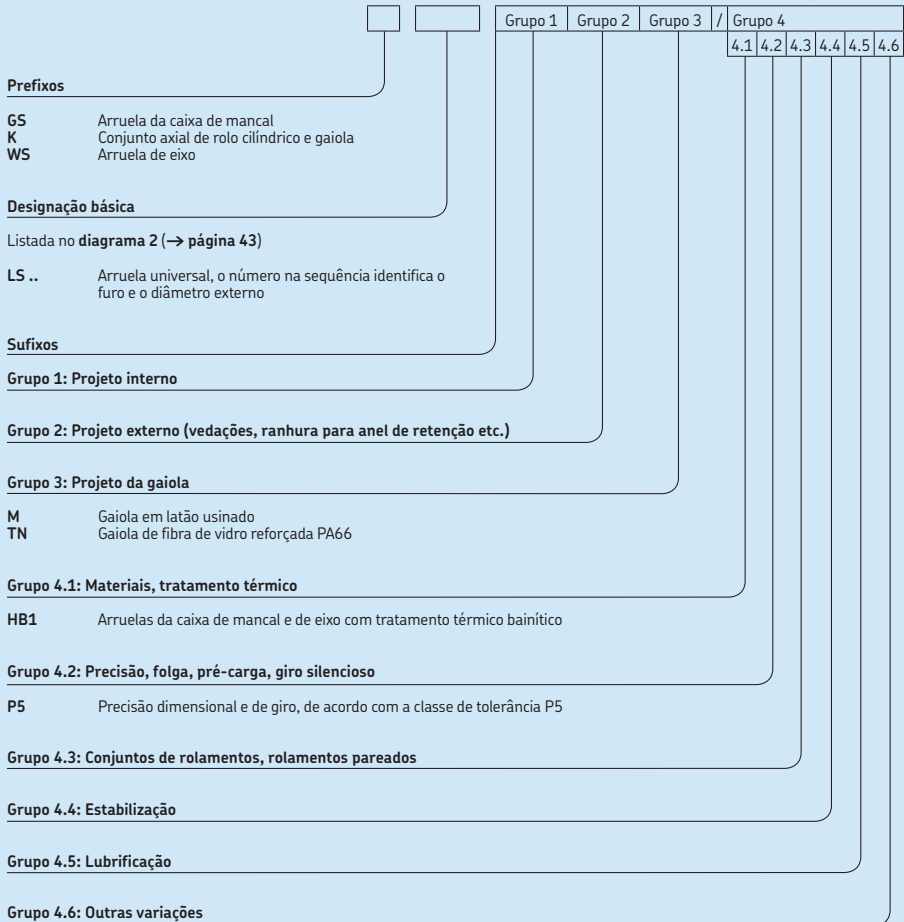 Grupo 1 Grupo 2 Grupo 3 / Grupo 4
4.1 4.2 4.3 4.4 4.5 4.6
Prefixos
GS Arruela da caixa de mancal
K Conjunto axial de rolo cilíndrico e gaiola
WS Arruela de eixo
Designação básica
Listada no diagrama 2 (→ página 43)
LS .. Arruela universal, o número na sequência identifica o
furo e o diâmetro externo
Sufixos
Grupo 1: Projeto interno
Grupo 2: Projeto externo (vedações, ranhura para anel de retenção etc.)
Grupo 3: Projeto da gaiola
M Gaiola em latão usinado
TN Gaiola de fibra de vidro reforçada PA66
Grupo 4.1: Materiais, tratamento térmico
HB1 Arruelas da caixa de mancal e de eixo com tratamento térmico bainítico
Grupo 4.2: Precisão, folga, pré-carga, giro silencioso
P5 Precisão dimensional e de giro, de acordo com a classe de tolerância P5
Grupo 4.3: Conjuntos de rolamentos, rolamentos pareados
Grupo 4.4: Estabilização
Grupo 4.5: Lubrificação
Grupo 4.6: Outras variações